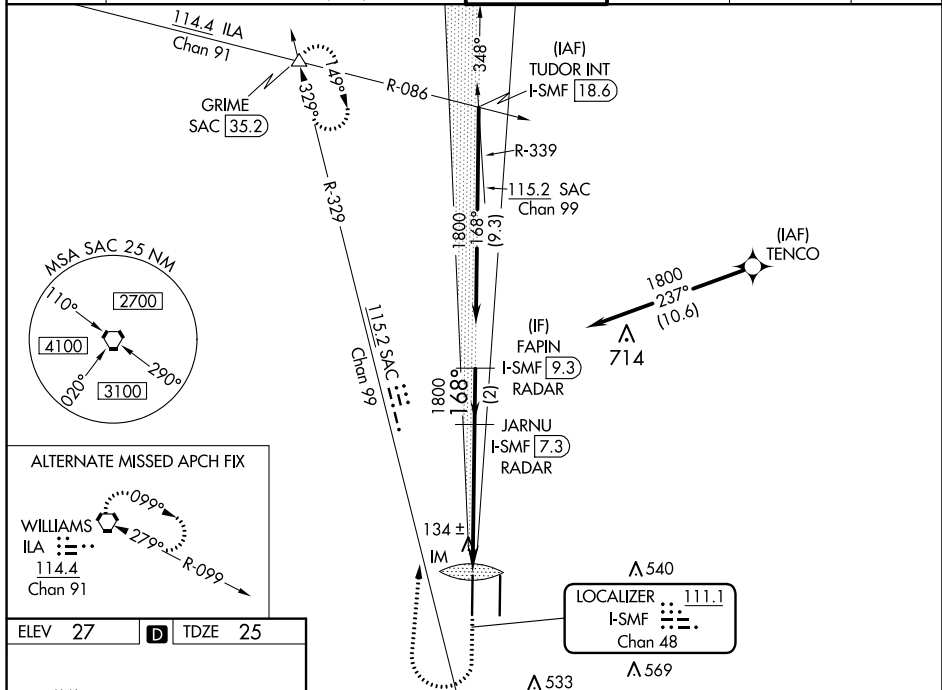 114.4 ILA
Chan 91
GRIME
SAC 35.2
149°
329°
R-086
348°
(IAF)
TUDOR INT
I-SMF 18.6
R-339
115.2 SAC
Chan 99
R-329
1800
168°
(9.3)
(IAF)
TENCO
1800
237°
(10.6)
714
MSA SAC 25 NM
110°
2700
4100
020°
3100
290°
115.2 SAC
Chan 99
(IF)
FAPIN
I-SMF 9.3
RADAR
1800
168°
(2)
JARNU
I-SMF 7.3
RADAR
ALTERNATE MISSED APCH FIX
099°
WILLIAMS
ILA
279°
R-099
114.4
Chan 91
134 ±
IM
540
LOCALIZER 111.1
I-SMF
Chan 48
569
533
ELEV 27
D
TDZE 25